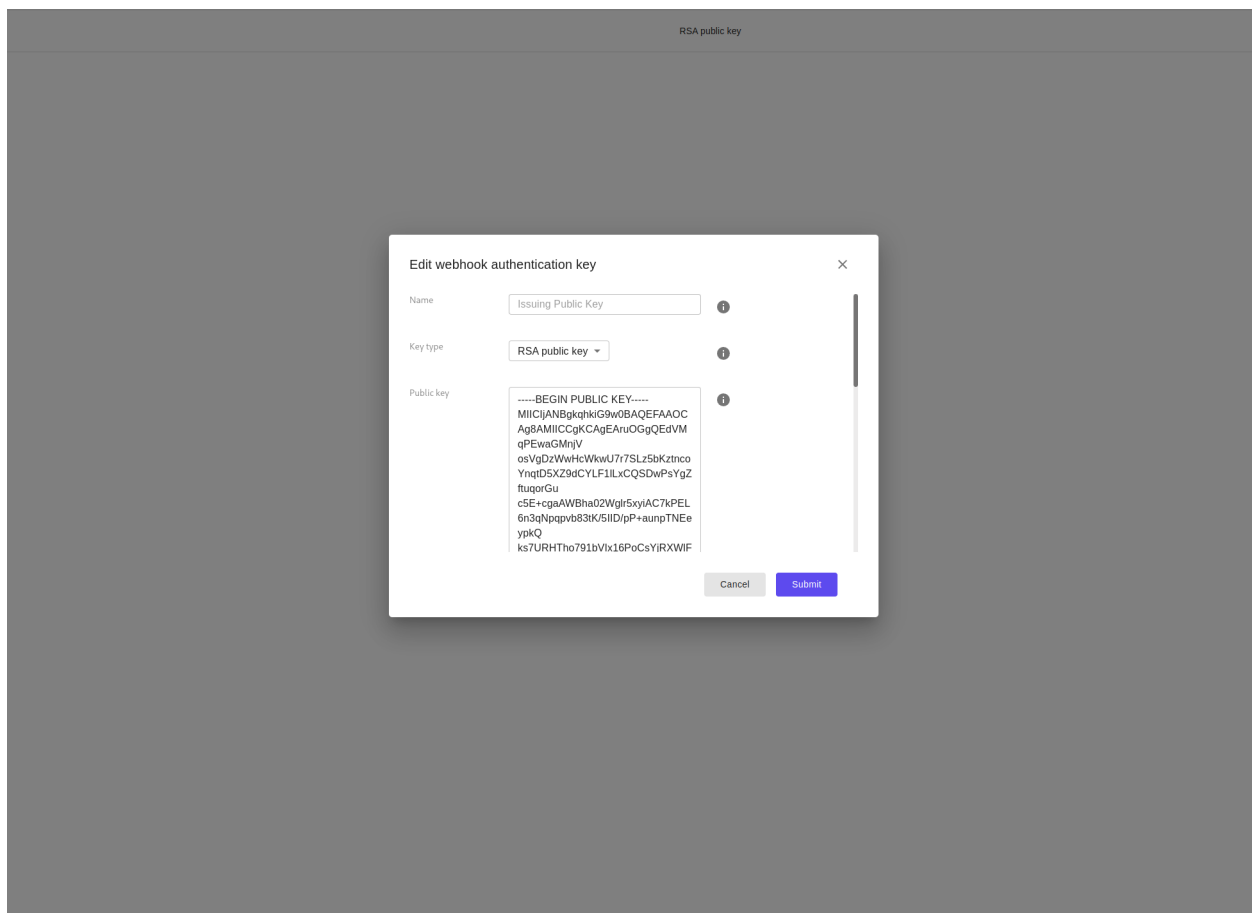 RSA public key
Edit webhook authentication key
Name
Issuing Public Key
Key type
RSA public key
Public key
-----BEGIN PUBLIC KEY-----
MIICIjANBgkqhkiG9w0BAQEFAAOC
Ag8AMIICCgKCAgEAruOGgQEdVM
qPEwaGMnjV
osVgDzWwHcWkwU7r7SLz5bKztnco
YnqtD5XZ9dCYLF1lLxCQSDwPsYgZ
ftuqorGu
c5E+cgaAWBha02Wglr5xyiAC7kPEL
6n3qNpqpvb83tK/5IID/pP+aunpTNEe
ypkQ
ks7URHTho791bVIx16PoCsYjRXWlF
Cancel
Submit